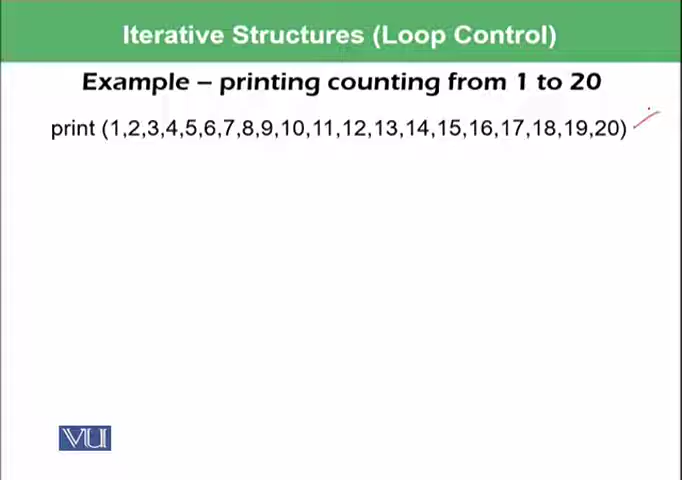 Iterative Structures (Loop Control)
Example – printing counting from 1 to 20
print (1,2,3,4,5,6,7,8,9,10,11,12,13,14,15,16,17,18,19,20)
VU